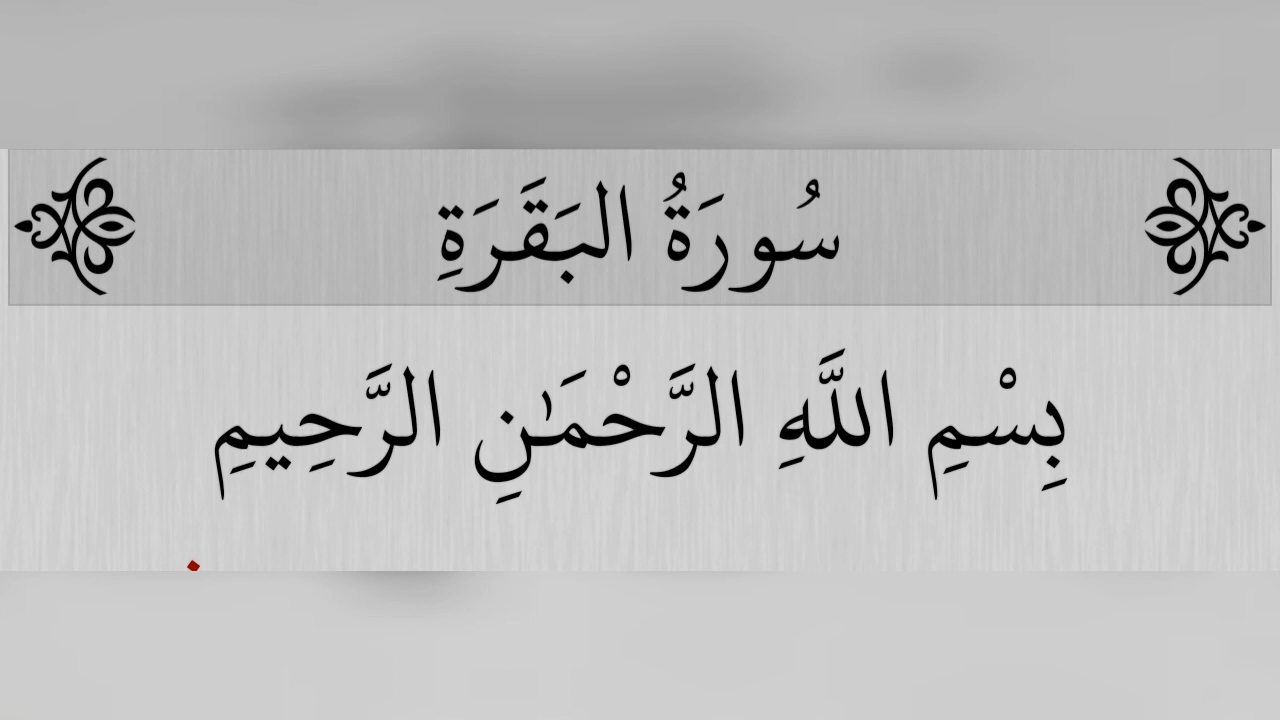 سُورَةُ البَقَرَةِ
بِسْمِ اللَّهِ الرَّحْمَٰنِ الرَّحِيمِ